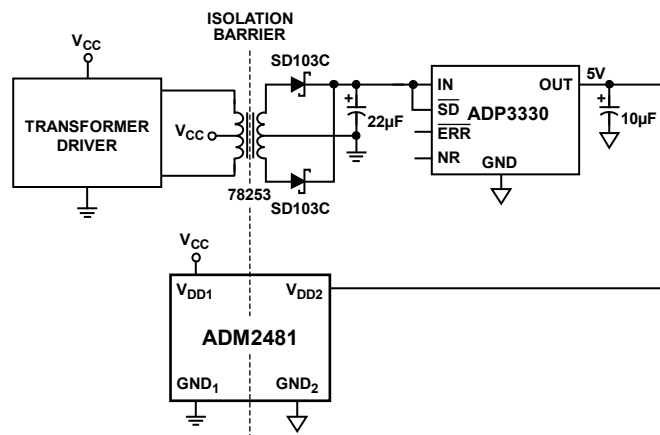 ISOLATION
BARRIER
VCC
SD103C
IN
OUT
5V
TRANSFORMER
DRIVER
VCC
22µF
SD
ADP3330
10µF
ERR
NR
GND
78253
SD103C
VCC
VDD1
VDD2
ADM2481
GND1
GND2